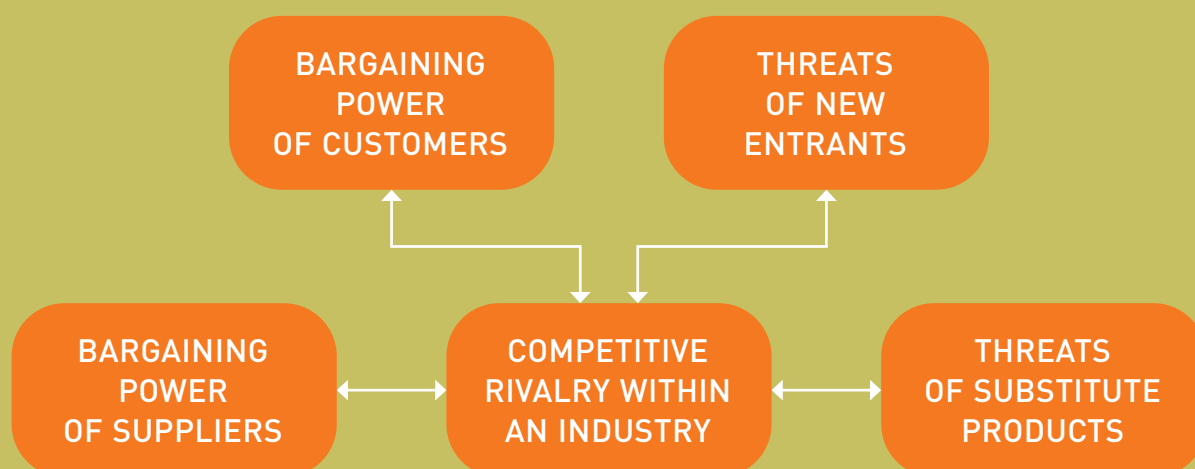 BARGAINING
POWER
OF CUSTOMERS
THREATS
OF NEW
ENTRANTS
BARGAINING
POWER
OF SUPPLIERS
COMPETITIVE
RIVALRY WITHIN
AN INDUSTRY
THREATS
OF SUBSTITUTE
PRODUCTS